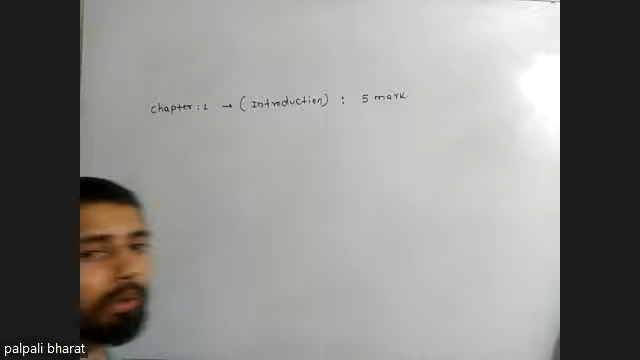 chapter : 1 → (Introduction) : 5 mark.
palpali bharat